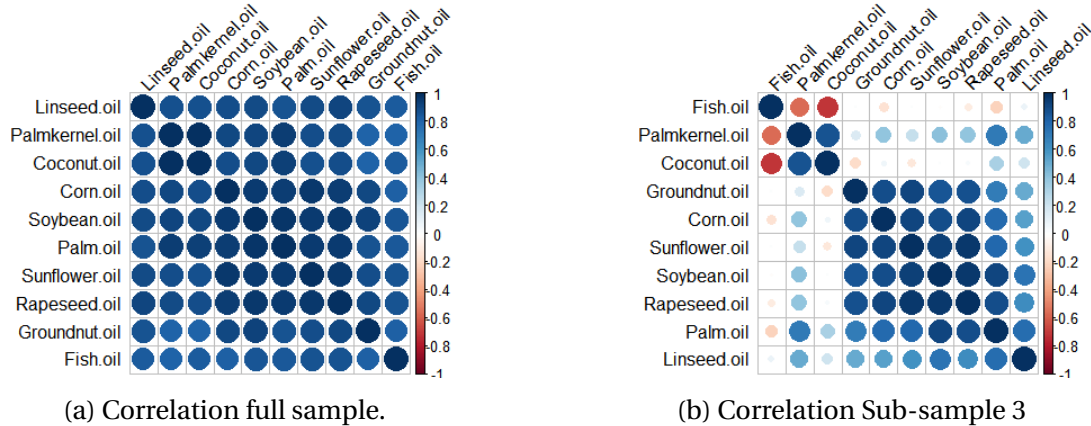 Linseed.oil
Palmkernel.oil
Coconut.oil
Corn.oil
Soybean.oil
Palm.oil
Sunflower.oil
Rapeseed.oil
Groundnut.oil
Fish.oil
Linseed.oil
Palmkernel.oil
Coconut.oil
Corn.oil
Soybean.oil
Palm.oil
Sunflower.oil
Rapeseed.oil
Groundnut.oil
Fish.oil
1
0.8
0.6
0.4
0.2
0
-0.2
-0.4
-0.6
-0.8
-1
(a) Correlation full sample.
Fish.oil
Palmkernel.oil
Coconut.oil
Groundnut.oil
Corn.oil
Sunflower.oil
Soybean.oil
Rapeseed.oil
Palm.oil
Linseed.oil
Fish.oil
Palmkernel.oil
Coconut.oil
Groundnut.oil
Corn.oil
Sunflower.oil
Soybean.oil
Rapeseed.oil
Palm.oil
Linseed.oil
1
0.8
0.6
0.4
0.2
0
-0.2
-0.4
-0.6
-0.8
-1
(b) Correlation Sub-sample 3